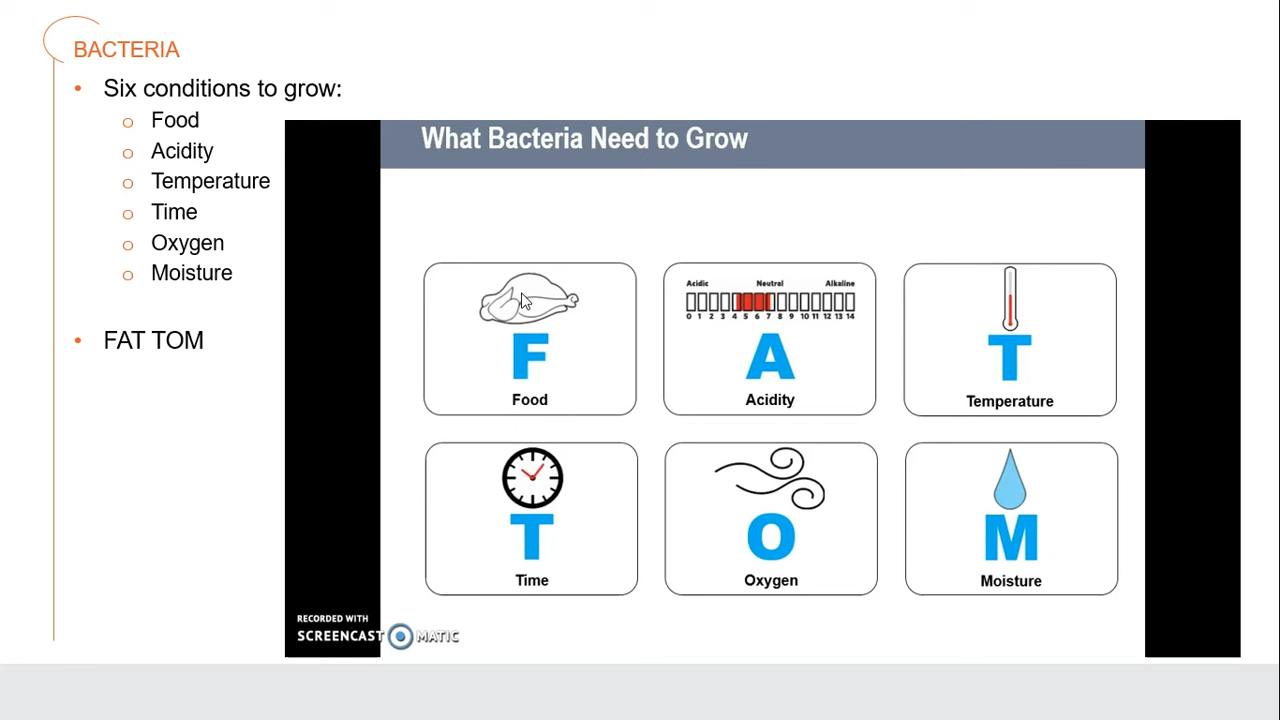 BACTERIA
• Six conditions to grow:
o Food
o Acidity
o Temperature
o Time
o Oxygen
o Moisture
• FAT TOM
What Bacteria Need to Grow
F
Food
Acidic Neutral Alkaline
0 1 2 3 4 5 6 7 8 9 10 11 12 13 14
A
Acidity
T
Temperature
T
Time
O
Oxygen
M
Moisture
RECORDED WITH
SCREENCAST MATIC